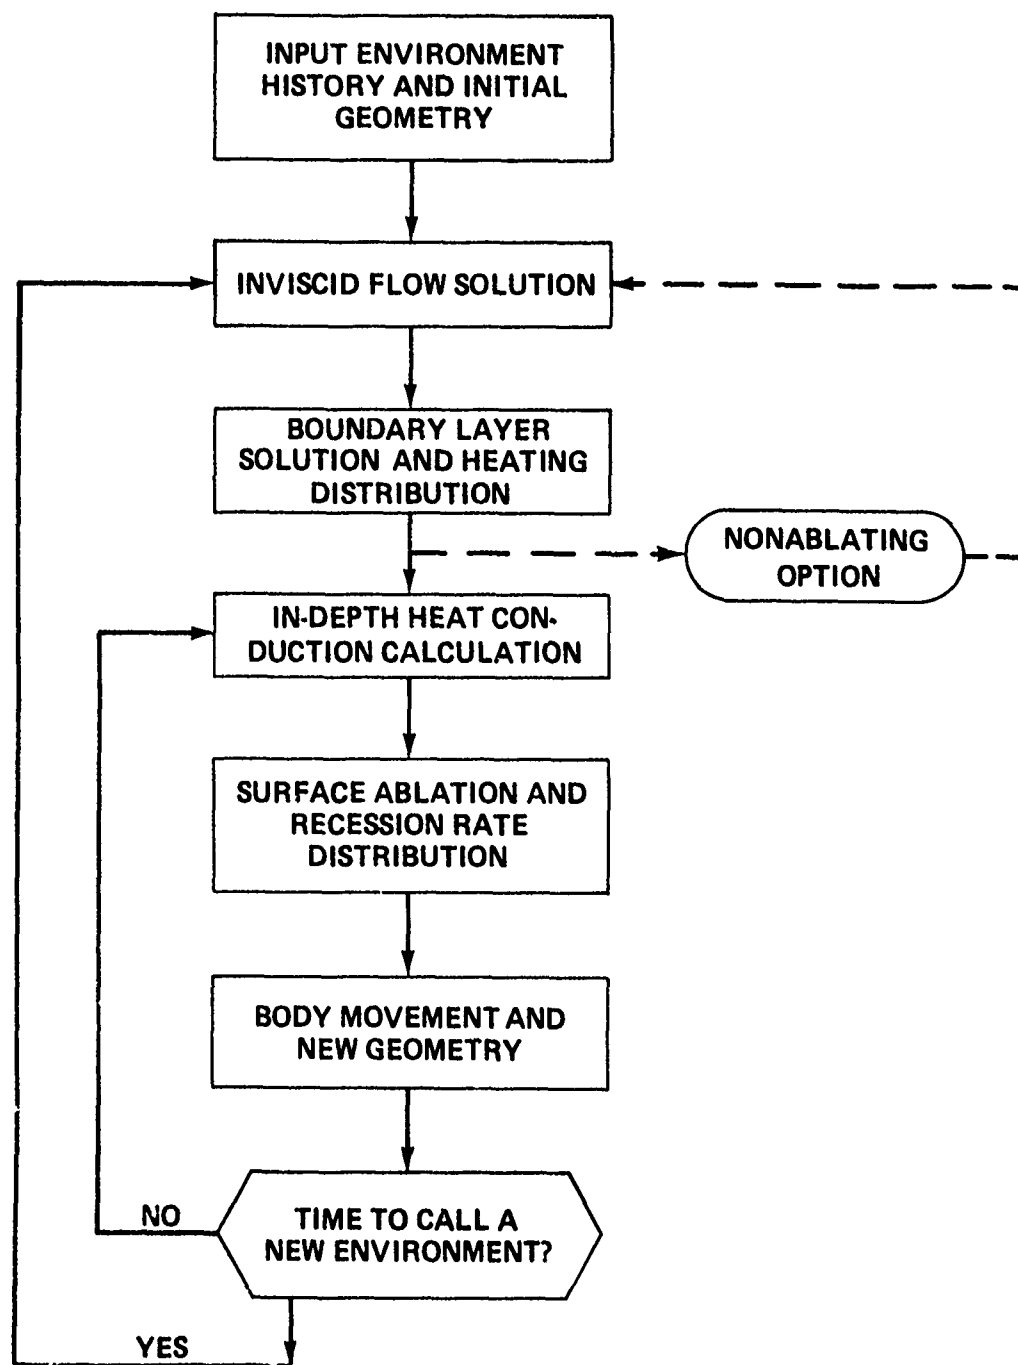 INPUT ENVIRONMENT
HISTORY AND INITIAL
GEOMETRY
INVISCID FLOW SOLUTION
BOUNDARY LAYER
SOLUTION AND HEATING
DISTRIBUTION
NONABLATING
OPTION
IN-DEPTH HEAT CON-
DUCTION CALCULATION
SURFACE ABLATION AND
RECESSION RATE
DISTRIBUTION
BODY MOVEMENT AND
NEW GEOMETRY
NO
TIME TO CALL A
NEW ENVIRONMENT?
YES